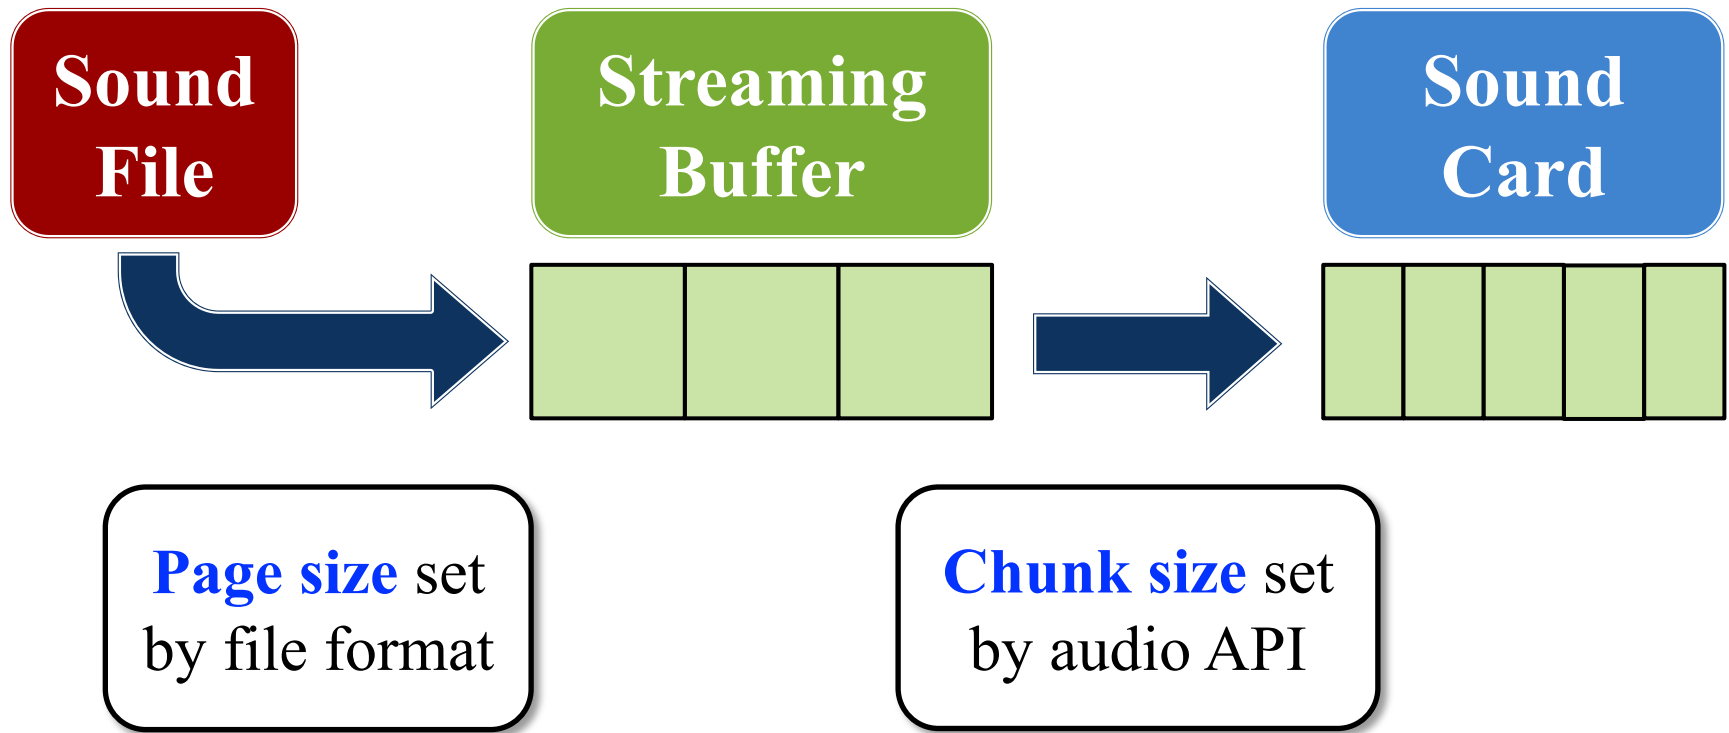 Sound
File
Streaming
Buffer
Sound
Card
Page size set
by file format
Chunk size set
by audio API